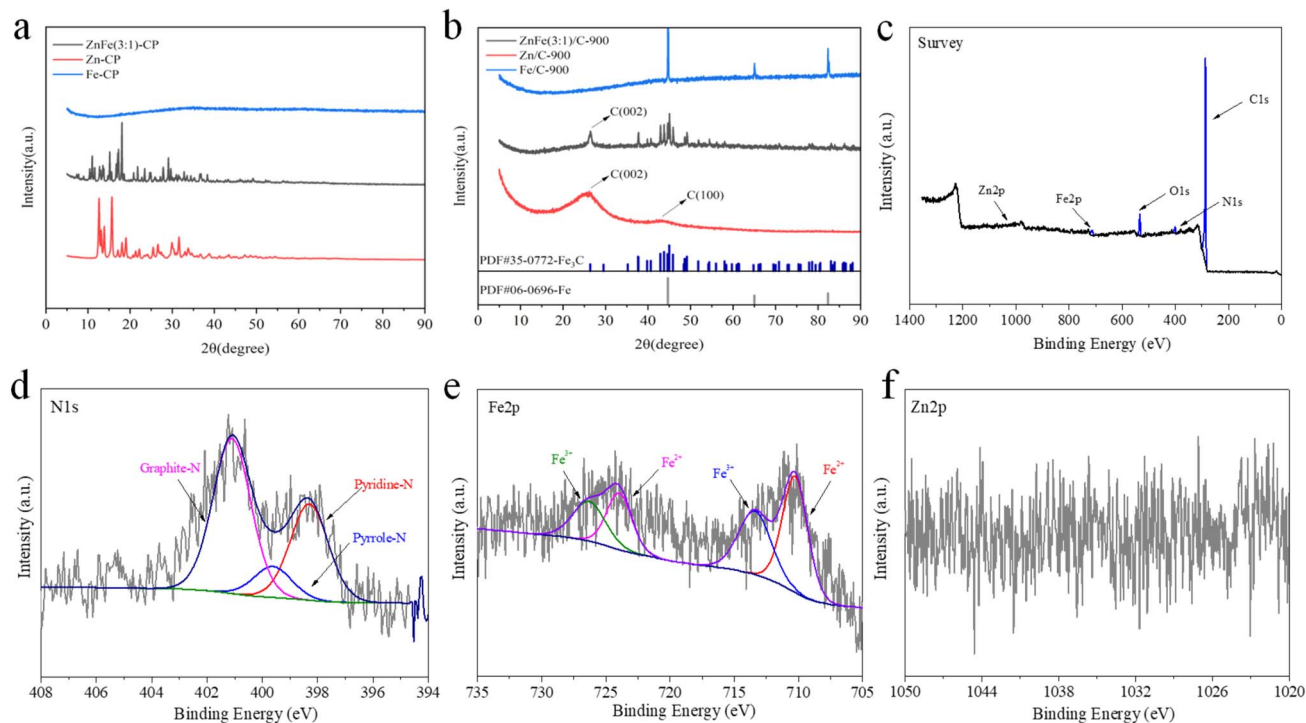 a
ZnFe(3:1)-CP
Zn-CP
Fe-CP
Intensity(a.u.)
0 10 20 30 40 50 60 70 80 90
2θ(degree)
b
ZnFe(3:1)/C-900
Zn/C-900
Fe/C-900
C(002)
C(002)
C(100)
PDF#35-0772-Fe₃C
PDF#06-0696-Fe
Intensity(a.u.)
0 10 20 30 40 50 60 70 80 90
2θ(degree)
c
Survey
C1s
O1s
N1s
Zn2p
Fe2p
Intensity (a.u.)
1400 1200 1000 800 600 400 200 0
Binding Energy (eV)
d
N1s
Graphite-N
Pyridine-N
Pyrrole-N
Intensity (a.u.)
408 406 404 402 400 398 396 394
Binding Energy (eV)
e
Fe2p
Fe³⁺
Fe²⁺
Fe³⁺
Fe²⁺
Intensity (a.u.)
735 730 725 720 715 710 705
Binding Energy (eV)
f
Zn2p
Intensity (a.u.)
1050 1044 1038 1032 1026 1020
Binding Energy (eV)